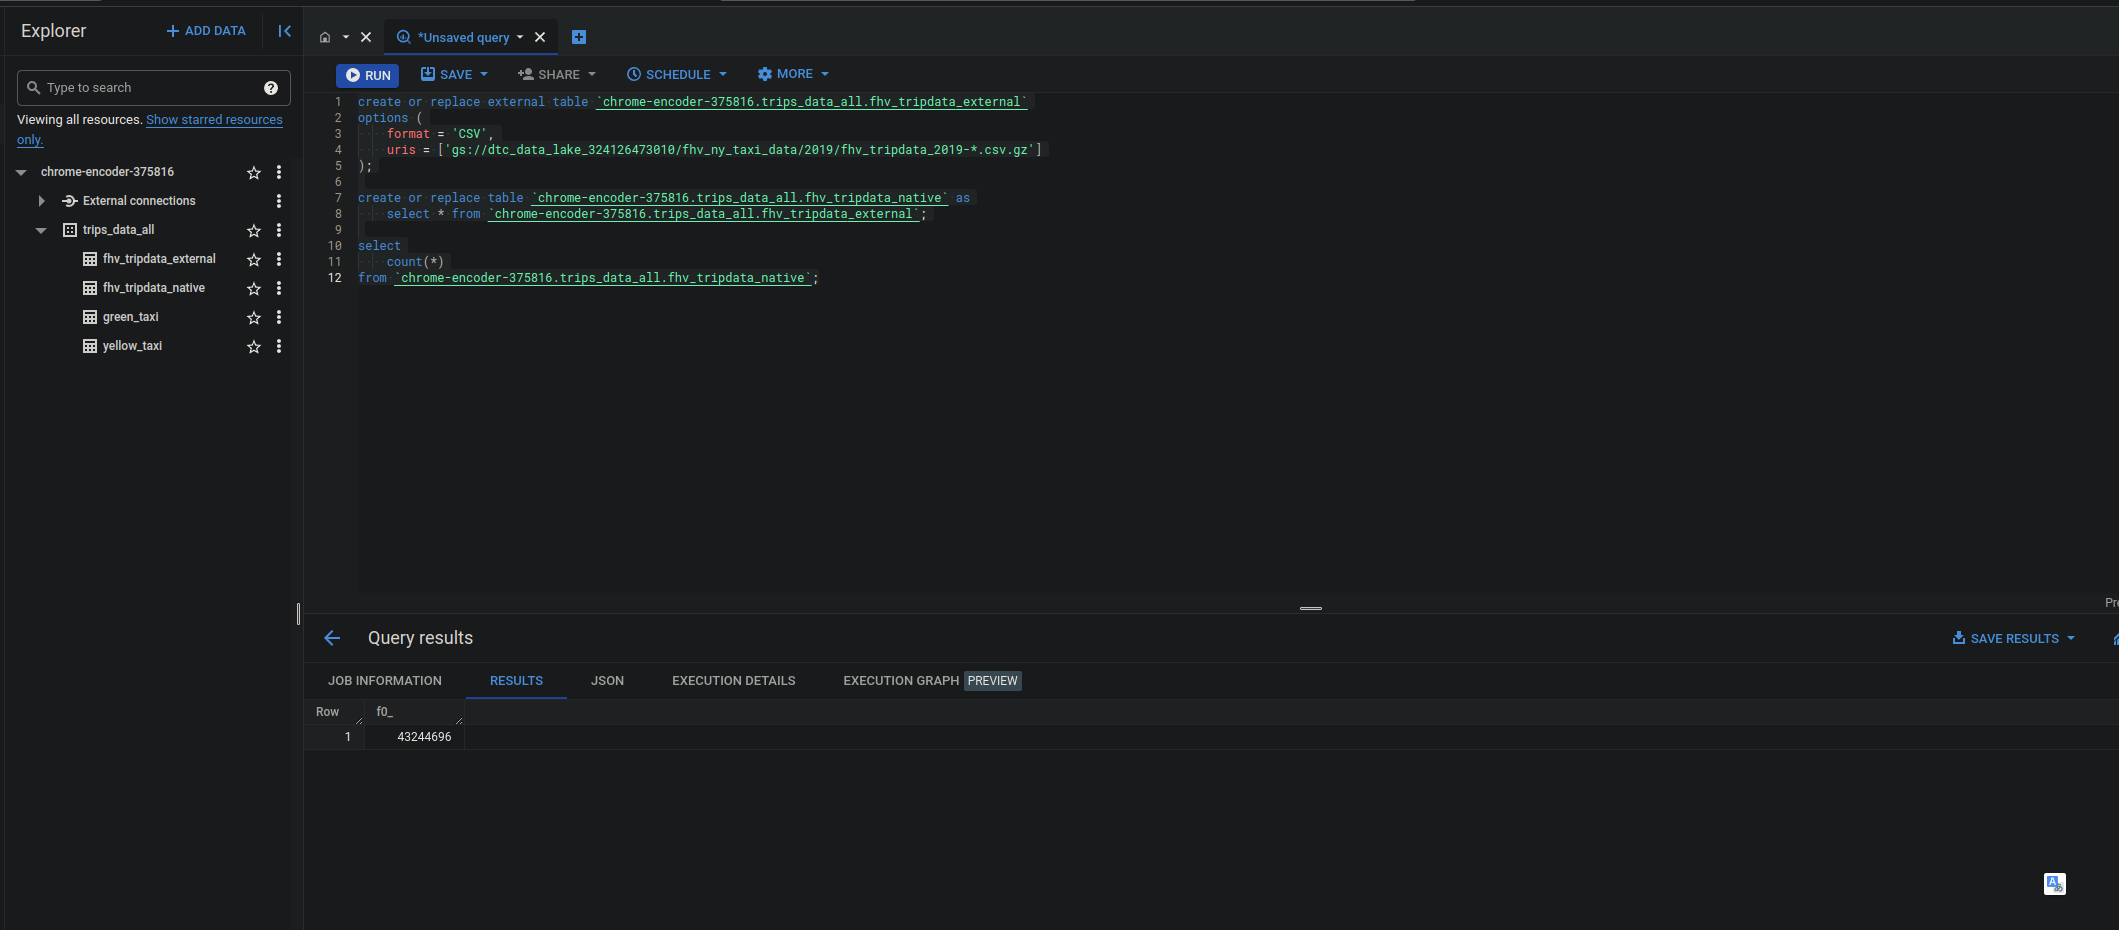 Explorer
+ ADD DATA
Type to search
Viewing all resources. Show starred resources
only.
chrome-encoder-375816
External connections
trips_data_all
fhv_tripdata_external
fhv_tripdata_native
green_taxi
yellow_taxi
*Unsaved query
RUN
SAVE
SHARE
SCHEDULE
MORE
1 create or replace external table `chrome-encoder-375816.trips_data_all.fhv_tripdata_external`
2 options (
3 format = 'CSV',
4 uris = ['gs://dtc_data_lake_324126473010/fhv_ny_taxi_data/2019/fhv_tripdata_2019-*.csv.gz']
5 );
6
7 create or replace table `chrome-encoder-375816.trips_data_all.fhv_tripdata_native` as
8 select * from `chrome-encoder-375816.trips_data_all.fhv_tripdata_external`;
9
10 select
11 count(*)
12 from `chrome-encoder-375816.trips_data_all.fhv_tripdata_native`;
Query results
SAVE RESULTS
JOB INFORMATION
RESULTS
JSON
EXECUTION DETAILS
EXECUTION GRAPH PREVIEW
Row f0_
1 43244696